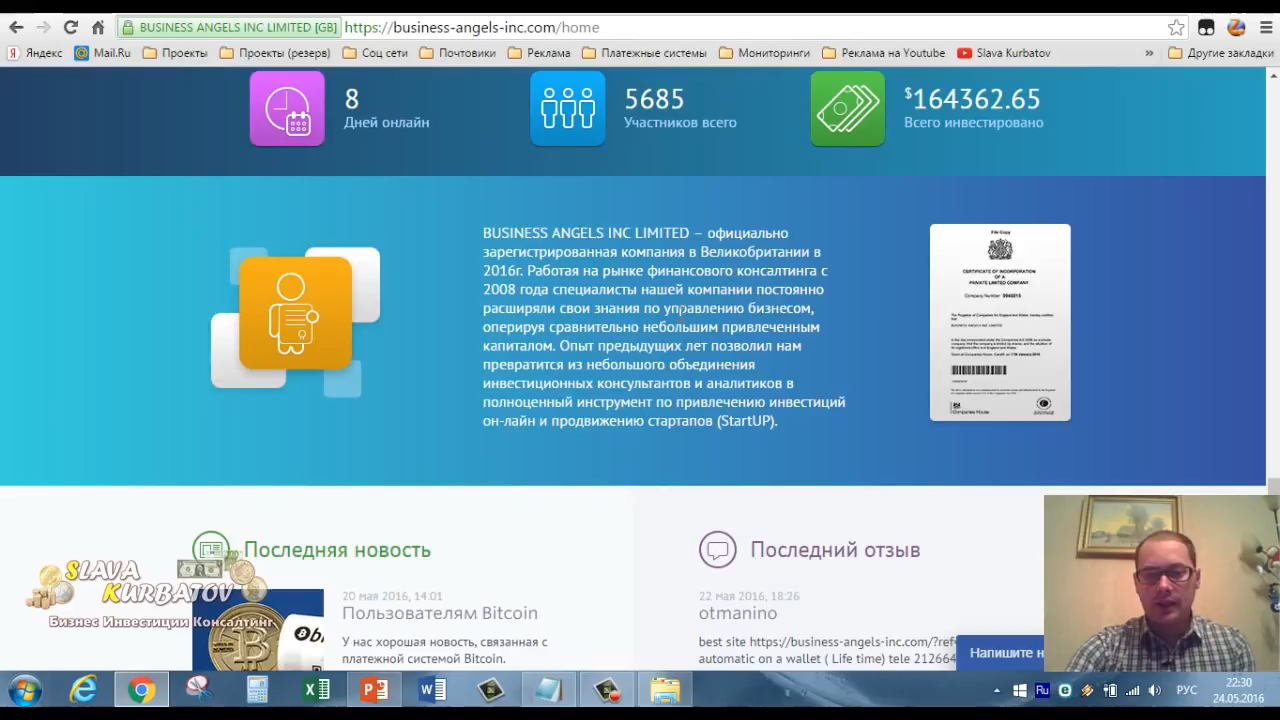 BUSINESS ANGELS INC LIMITED [GB] https://business-angels-inc.com/home
Яндекс Mail.Ru Проекты Проекты (резерв) Соц сети Почтовики Реклама Платежные системы Мониторинги Реклама на Youtube Slava Kurbatov » Другие закладки
8
Дней онлайн
5685
Участников всего
$164362.65
Всего инвестировано
BUSINESS ANGELS INC LIMITED – официально
зарегистрированная компания в Великобритании в
2016г. Работая на рынке финансового консалтинга с
2008 года специалисты нашей компании постоянно
расширяли свои знания по управлению бизнесом,
оперируя сравнительно небольшим привлеченным
капиталом. Опыт предыдущих лет позволил нам
превратится из небольшого объединения
инвестиционных консультантов и аналитиков в
полноценный инструмент по привлечению инвестиций
он-лайн и продвижению стартапов (StartUP).
File Copy
CERTIFICATE OF INCORPORATION
OF A
PRIVATE LIMITED COMPANY
Companies House
Последняя новость
20 мая 2016, 14:01
Пользователям Bitcoin
У нас хорошая новость, связанная с
платежной системой Bitcoin.
Последний отзыв
22 мая 2016, 18:26
otmanino
best site https://business-angels-inc.com/?ref
automatic on a wallet ( Life time) tele 212664
Напишите н
SLAVA
KURBATOV
Бизнес Инвестиции Консалтинг
РУС
22:30
24.05.2016